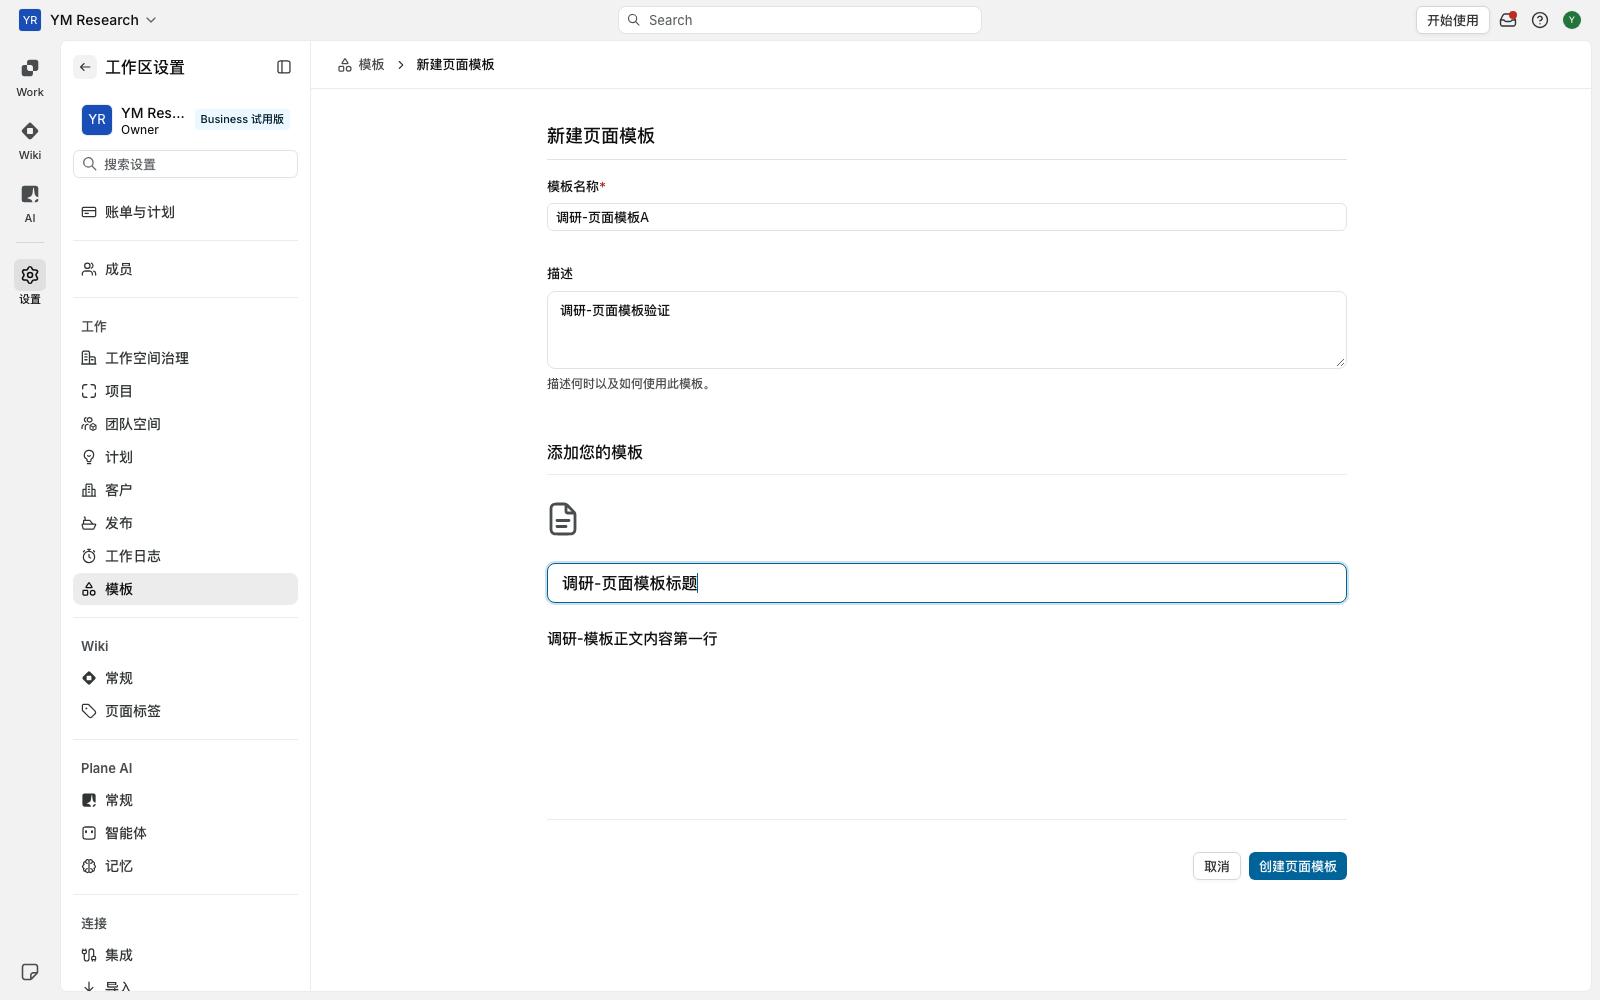 YR YM Research
Search
开始使用
Y
Work
Wiki
AI
设置
工作区设置
YR
YM Res...
Owner
Business 试用版
搜索设置
账单与计划
成员
工作
工作空间治理
项目
团队空间
计划
客户
发布
工作日志
模板
Wiki
常规
页面标签
Plane AI
常规
智能体
记忆
连接
集成
导入
模板 > 新建页面模板
新建页面模板
模板名称*
调研-页面模板A
描述
调研-页面模板验证
描述何时以及如何使用此模板。
添加您的模板
调研-页面模板标题
调研-模板正文内容第一行
取消
创建页面模板